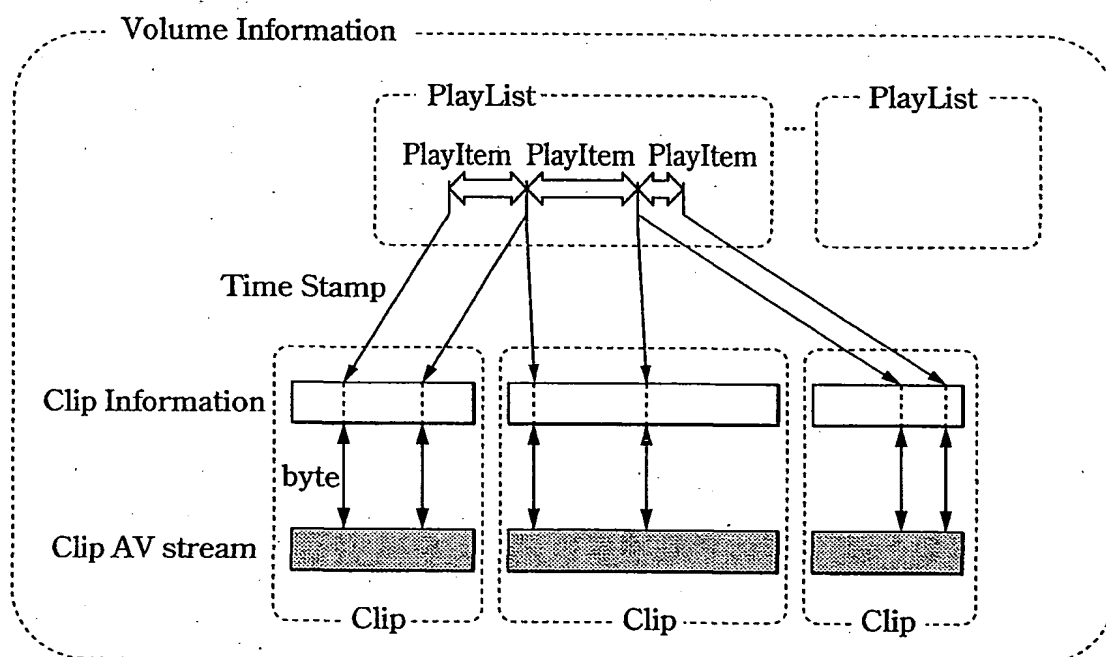 Volume Information
PlayList
PlayList
...
PlayItem PlayItem PlayItem
Time Stamp
Clip Information
byte
Clip AV stream
Clip
Clip
Clip